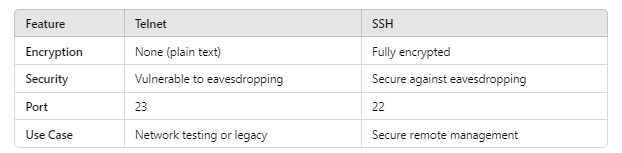 Feature Telnet SSH
Encryption None (plain text) Fully encrypted
Security Vulnerable to eavesdropping Secure against eavesdropping
Port 23 22
Use Case Network testing or legacy Secure remote management